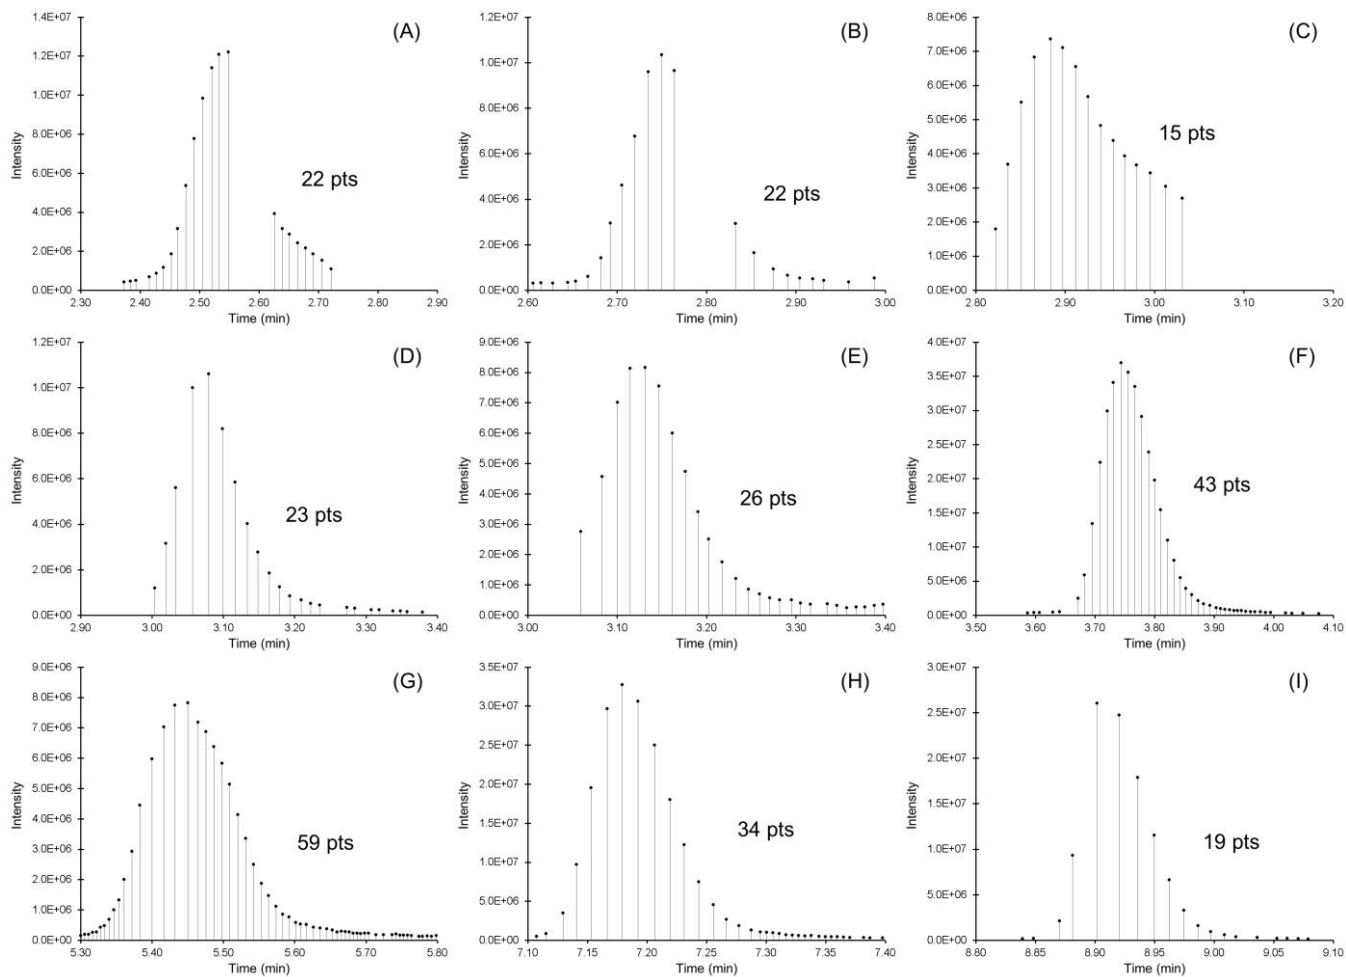 (A)
1.4E+07
1.2E+07
1.0E+07
8.0E+06
6.0E+06
4.0E+06
2.0E+06
0.0E+00
Intensity
22 pts
2.30 2.40 2.50 2.60 2.70 2.80 2.90
Time (min)
(B)
1.2E+07
1.0E+07
8.0E+06
6.0E+06
4.0E+06
2.0E+06
0.0E+00
Intensity
22 pts
2.60 2.70 2.80 2.90 3.00
Time (min)
(C)
8.0E+06
7.0E+06
6.0E+06
5.0E+06
4.0E+06
3.0E+06
2.0E+06
1.0E+06
0.0E+00
Intensity
15 pts
2.80 2.90 3.00 3.10 3.20
Time (min)
(D)
1.2E+07
1.0E+07
8.0E+06
6.0E+06
4.0E+06
2.0E+06
0.0E+00
Intensity
23 pts
2.90 3.00 3.10 3.20 3.30 3.40
Time (min)
(E)
9.0E+06
8.0E+06
7.0E+06
6.0E+06
5.0E+06
4.0E+06
3.0E+06
2.0E+06
1.0E+06
0.0E+00
Intensity
26 pts
3.00 3.10 3.20 3.30 3.40
Time (min)
(F)
4.0E+07
3.5E+07
3.0E+07
2.5E+07
2.0E+07
1.5E+07
1.0E+07
5.0E+06
0.0E+00
Intensity
43 pts
3.50 3.60 3.70 3.80 3.90 4.00 4.10
Time (min)
(G)
9.0E+06
8.0E+06
7.0E+06
6.0E+06
5.0E+06
4.0E+06
3.0E+06
2.0E+06
1.0E+06
0.0E+00
Intensity
59 pts
5.30 5.40 5.50 5.60 5.70 5.80
Time (min)
(H)
3.5E+07
3.0E+07
2.5E+07
2.0E+07
1.5E+07
1.0E+07
5.0E+06
0.0E+00
Intensity
34 pts
7.10 7.15 7.20 7.25 7.30 7.35 7.40
Time (min)
(I)
3.0E+07
2.5E+07
2.0E+07
1.5E+07
1.0E+07
5.0E+06
0.0E+00
Intensity
19 pts
8.80 8.85 8.90 8.95 9.00 9.05 9.10
Time (min)